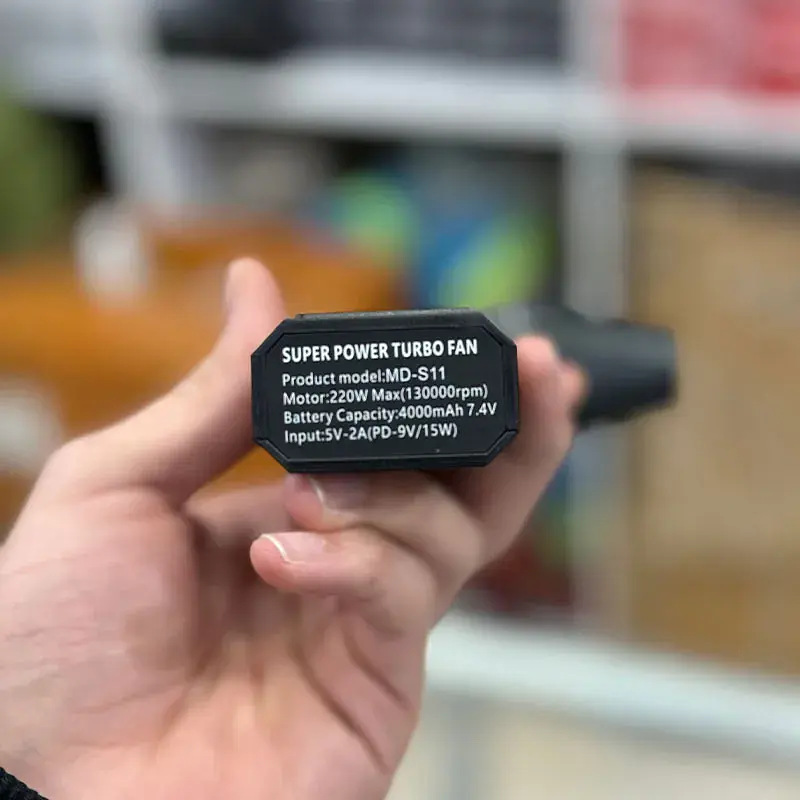 SUPER POWER TURBO FAN
Product model:MD-S11
Motor:220W Max(130000rpm)
Battery Capacity:4000mAh 7.4V
Input:5V-2A(PD-9V/15W)